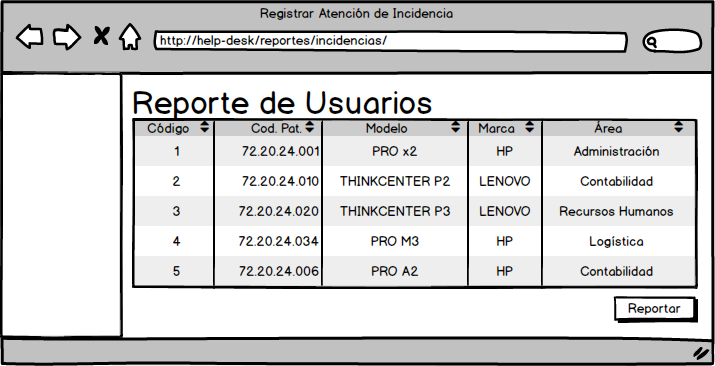 Registrar Atención de Incidencia
http://help-desk/reportes/incidencias/
Reporte de Usuarios
Código Cod. Pat. Modelo Marca Área
1 72.20.24.001 PRO x2 HP Administración
2 72.20.24.010 THINKCENTER P2 LENOVO Contabilidad
3 72.20.24.020 THINKCENTER P3 LENOVO Recursos Humanos
4 72.20.24.034 PRO M3 HP Logística
5 72.20.24.006 PRO A2 HP Contabilidad
Reportar